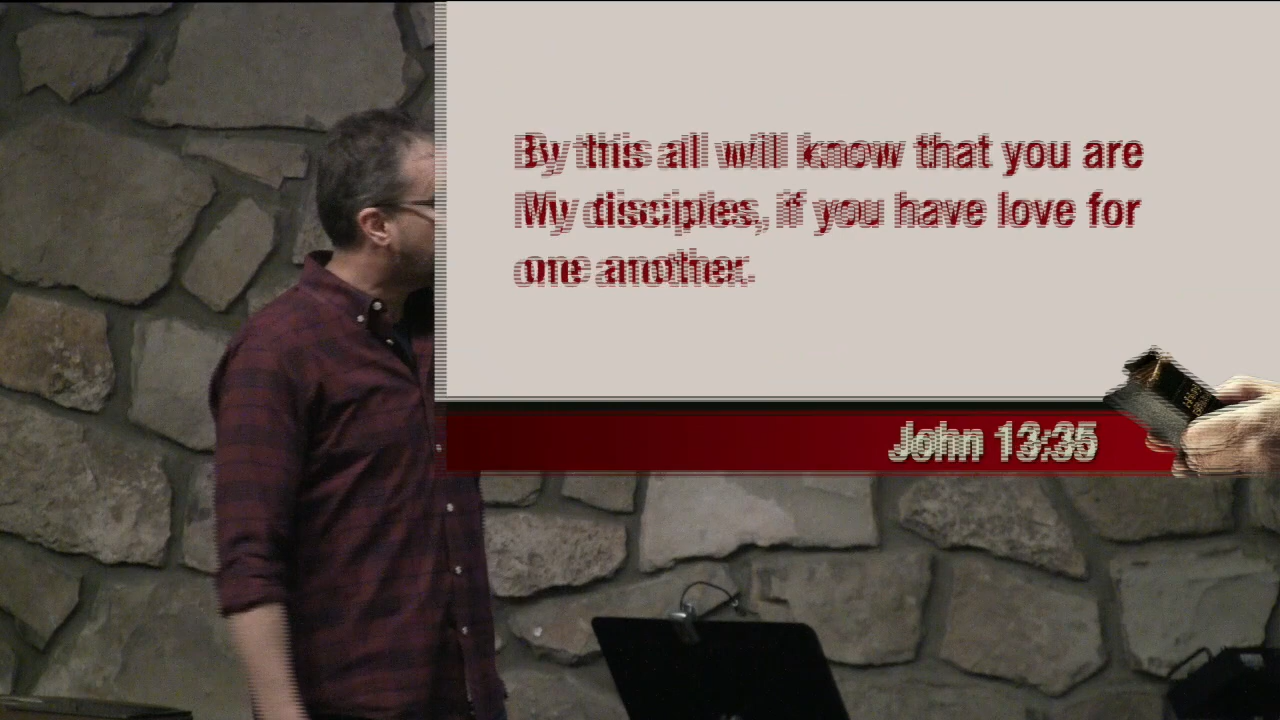 By this all will know that you are
My disciples, if you have love for
one another.
John 13:35